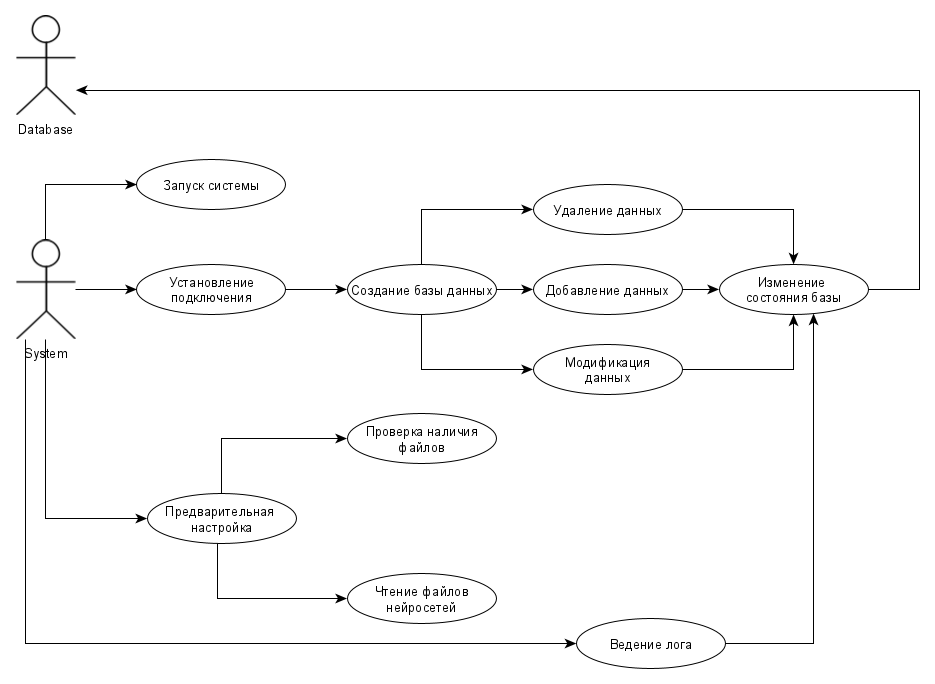 Database
Запуск системы
Удаление данных
Установление
подключения
Создание базы данных
Добавление данных
Изменение
состояния базы
System
Модификация
данных
Проверка наличия
файлов
Предварительная
настройка
Чтение файлов
нейросетей
Ведение лога